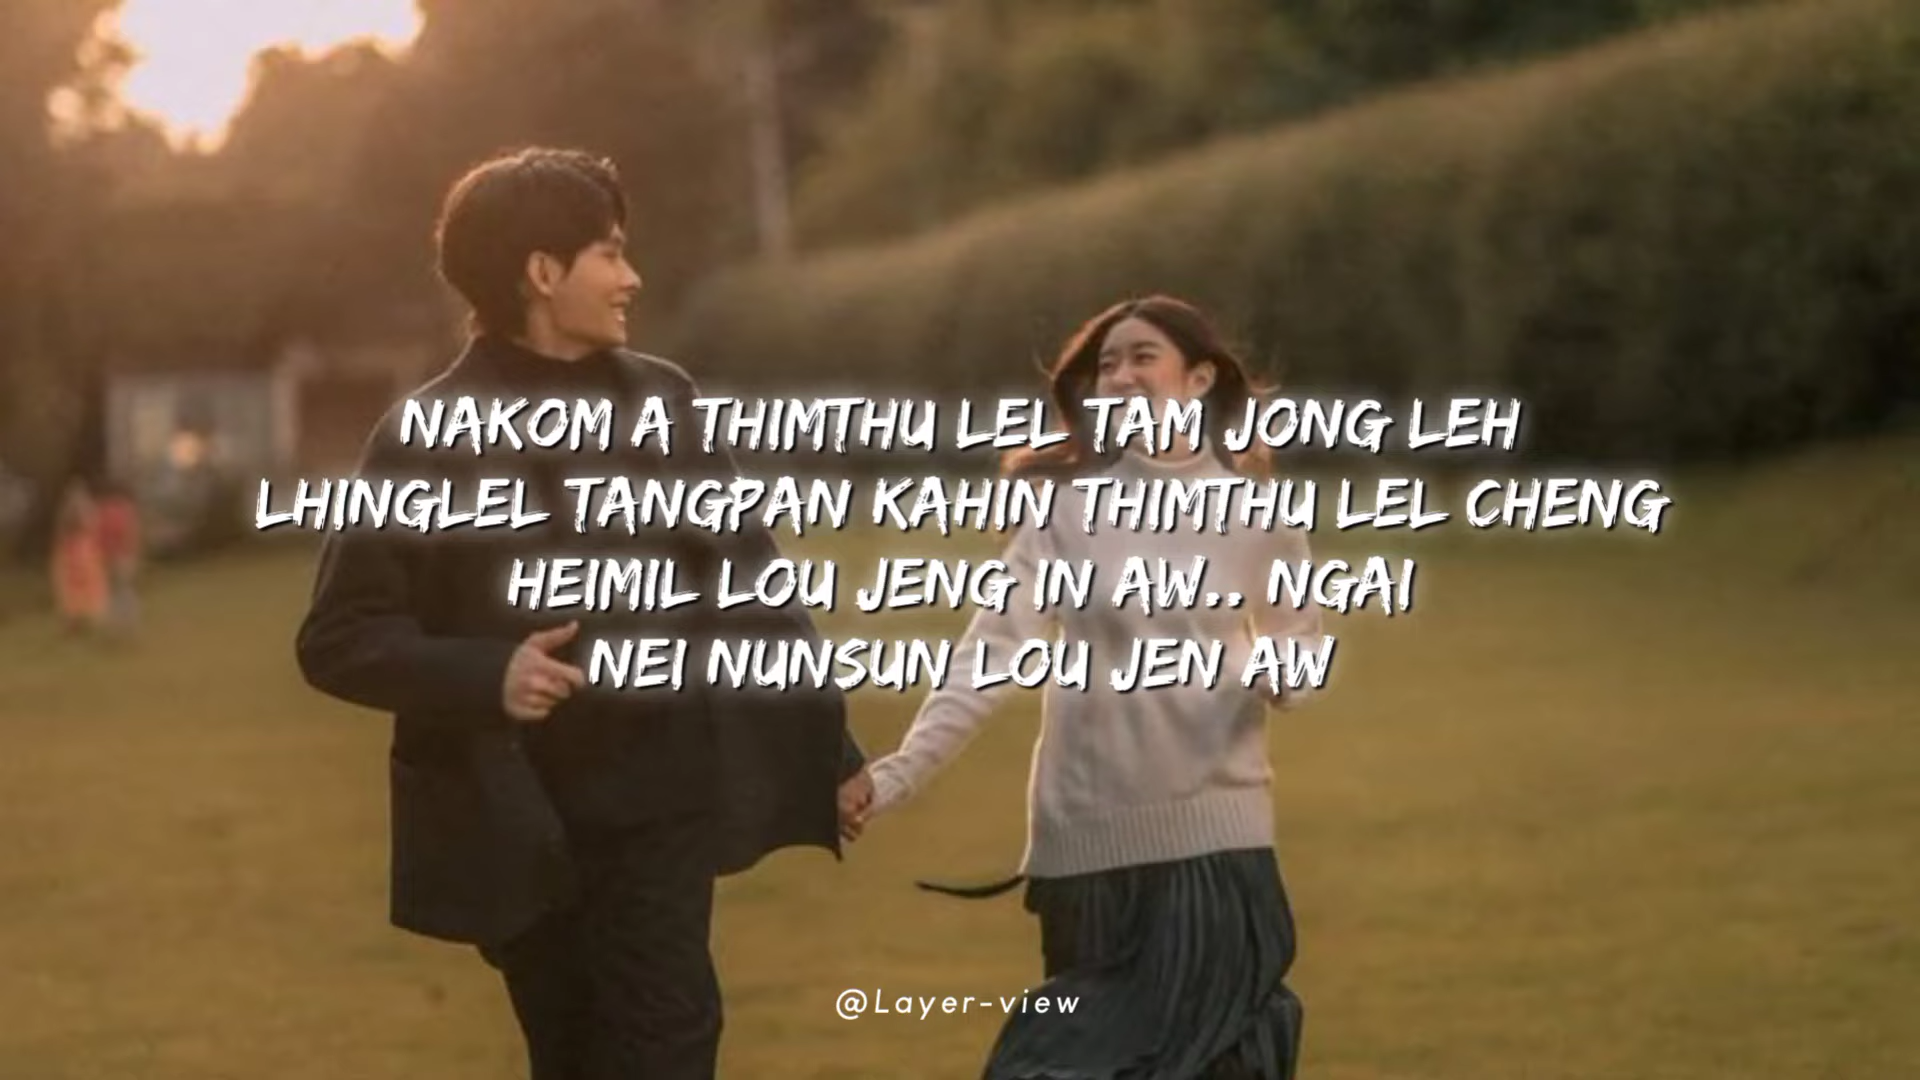 NAKOM A THIMTHU LEL TAM JONG LEH
LHINGLEL TANGPAN KAHIN THIMTHU LEL CHENG
HEIMIL LOU JENG IN AW.. NGAI
NEI NUNSUN LOU JEN AW
@Layer-view